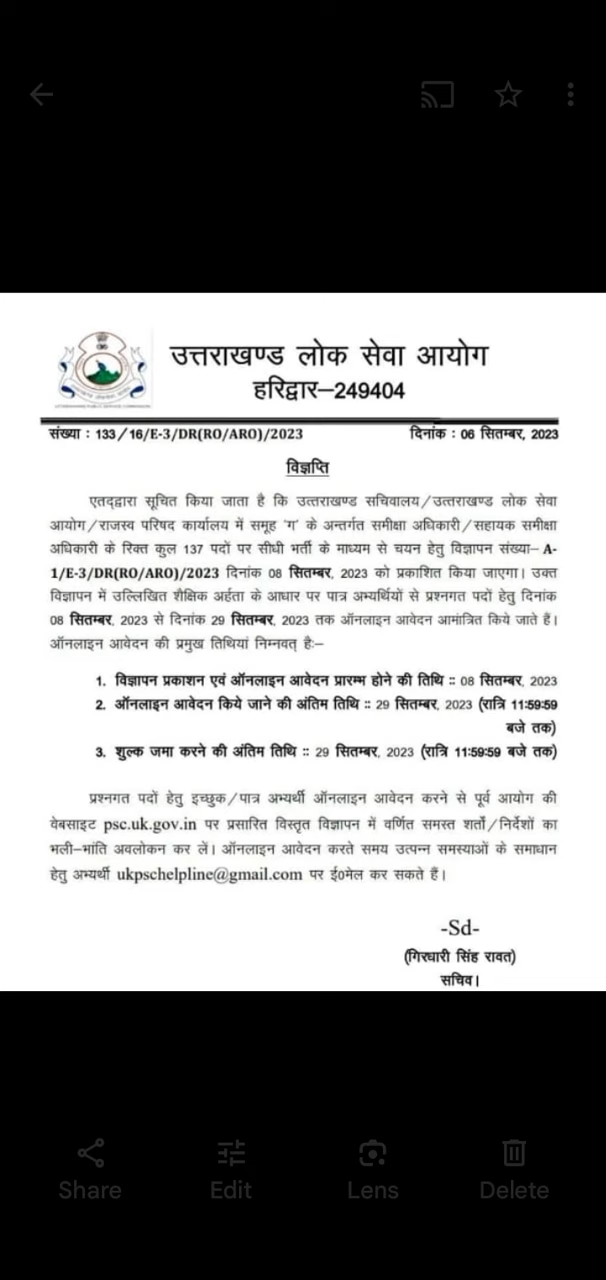 उत्तराखण्ड लोक सेवा आयोग
हरिद्वार–249404
संख्या : 133/16/E-3/DR(RO/ARO)/2023 दिनांक : 06 सितम्बर, 2023
विज्ञप्ति
एतद्द्वारा सूचित किया जाता है कि उत्तराखण्ड सचिवालय/उत्तराखण्ड लोक सेवा
आयोग/राजस्व परिषद कार्यालय में समूह 'ग' के अन्तर्गत समीक्षा अधिकारी/सहायक समीक्षा
अधिकारी के रिक्त कुल 137 पदों पर सीधी भर्ती के माध्यम से चयन हेतु विज्ञापन संख्या– A-
1/E-3/DR(RO/ARO)/2023 दिनांक 08 सितम्बर, 2023 को प्रकाशित किया जाएगा। उक्त
विज्ञापन में उल्लिखित शैक्षिक अर्हता के आधार पर पात्र अभ्यर्थियों से प्रश्नगत पदों हेतु दिनांक
08 सितम्बर, 2023 से दिनांक 29 सितम्बर, 2023 तक ऑनलाइन आवेदन आमंत्रित किये जाते हैं।
ऑनलाइन आवेदन की प्रमुख तिथियां निम्नवत् हैः–
1. विज्ञापन प्रकाशन एवं ऑनलाइन आवेदन प्रारम्भ होने की तिथि :: 08 सितम्बर, 2023
2. ऑनलाइन आवेदन किये जाने की अंतिम तिथि :: 29 सितम्बर, 2023 (रात्रि 11:59:59
बजे तक)
3. शुल्क जमा करने की अंतिम तिथि :: 29 सितम्बर, 2023 (रात्रि 11:59:59 बजे तक)
प्रश्नगत पदों हेतु इच्छुक/पात्र अभ्यर्थी ऑनलाइन आवेदन करने से पूर्व आयोग की
वेबसाइट psc.uk.gov.in पर प्रसारित विस्तृत विज्ञापन में वर्णित समस्त शर्तों/निर्देशों का
भली–भांति अवलोकन कर लें। ऑनलाइन आवेदन करते समय उत्पन्न समस्याओं के समाधान
हेतु अभ्यर्थी ukpschelpline@gmail.com पर ई0मेल कर सकते हैं।
-Sd-
(गिरधारी सिंह रावत)
सचिव।
Share Edit Lens Delete